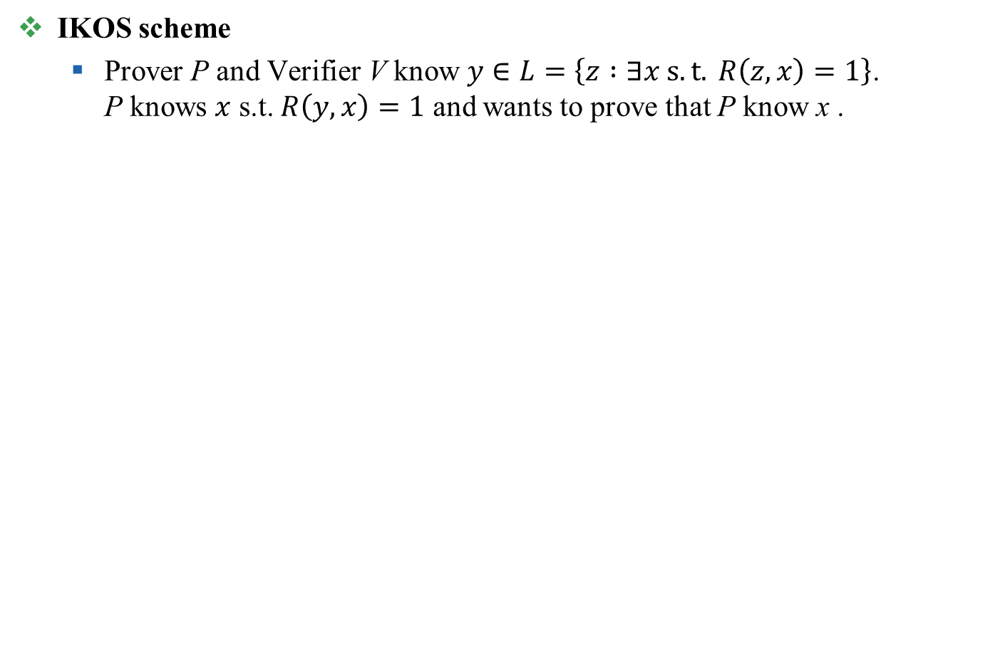 IKOS scheme
Prover P and Verifier V know y ∈ L = {z : ∃x s.t. R(z, x) = 1}.
P knows x s.t. R(y, x) = 1 and wants to prove that P know x .